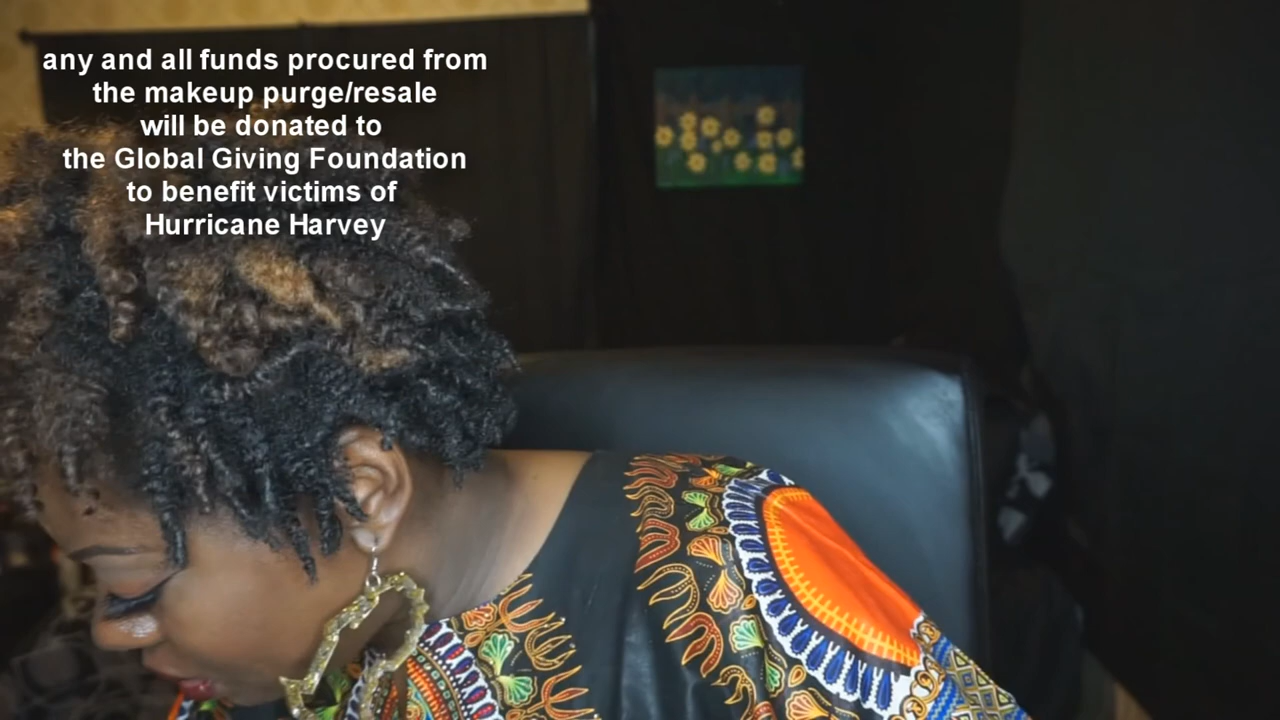 any and all funds procured from
the makeup purge/resale
will be donated to
the Global Giving Foundation
to benefit victims of
Hurricane Harvey